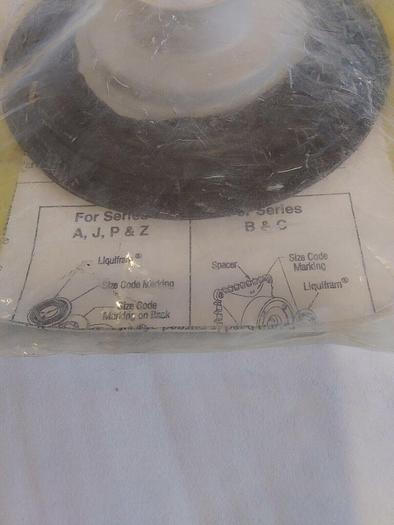 For Series
A, J, P & Z
Series
B & C
Liquifram®
Size Code Marking
Size Code
Marking on Back
Spacer
Size Code
Marking
Liquifram®